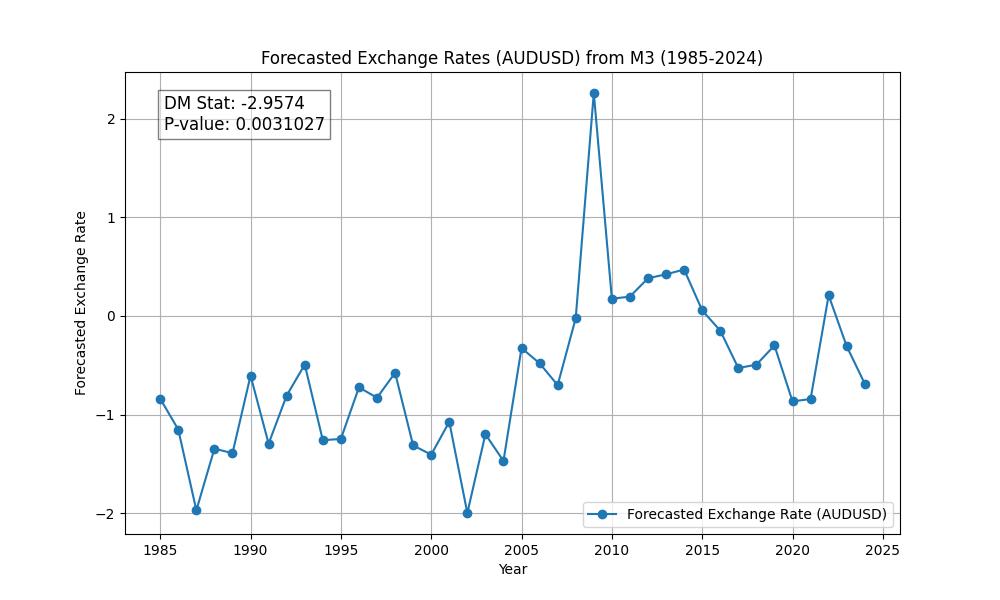 Forecasted Exchange Rates (AUDUSD) from M3 (1985-2024)
DM Stat: -2.9574
P-value: 0.0031027
Forecasted Exchange Rate
2
1
0
−1
−2
Forecasted Exchange Rate (AUDUSD)
1985 1990 1995 2000 2005 2010 2015 2020 2025
Year